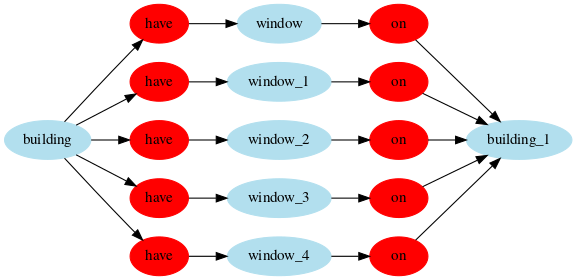 have window on
have window_1 on
building have window_2 on building_1
have window_3 on
have window_4 on